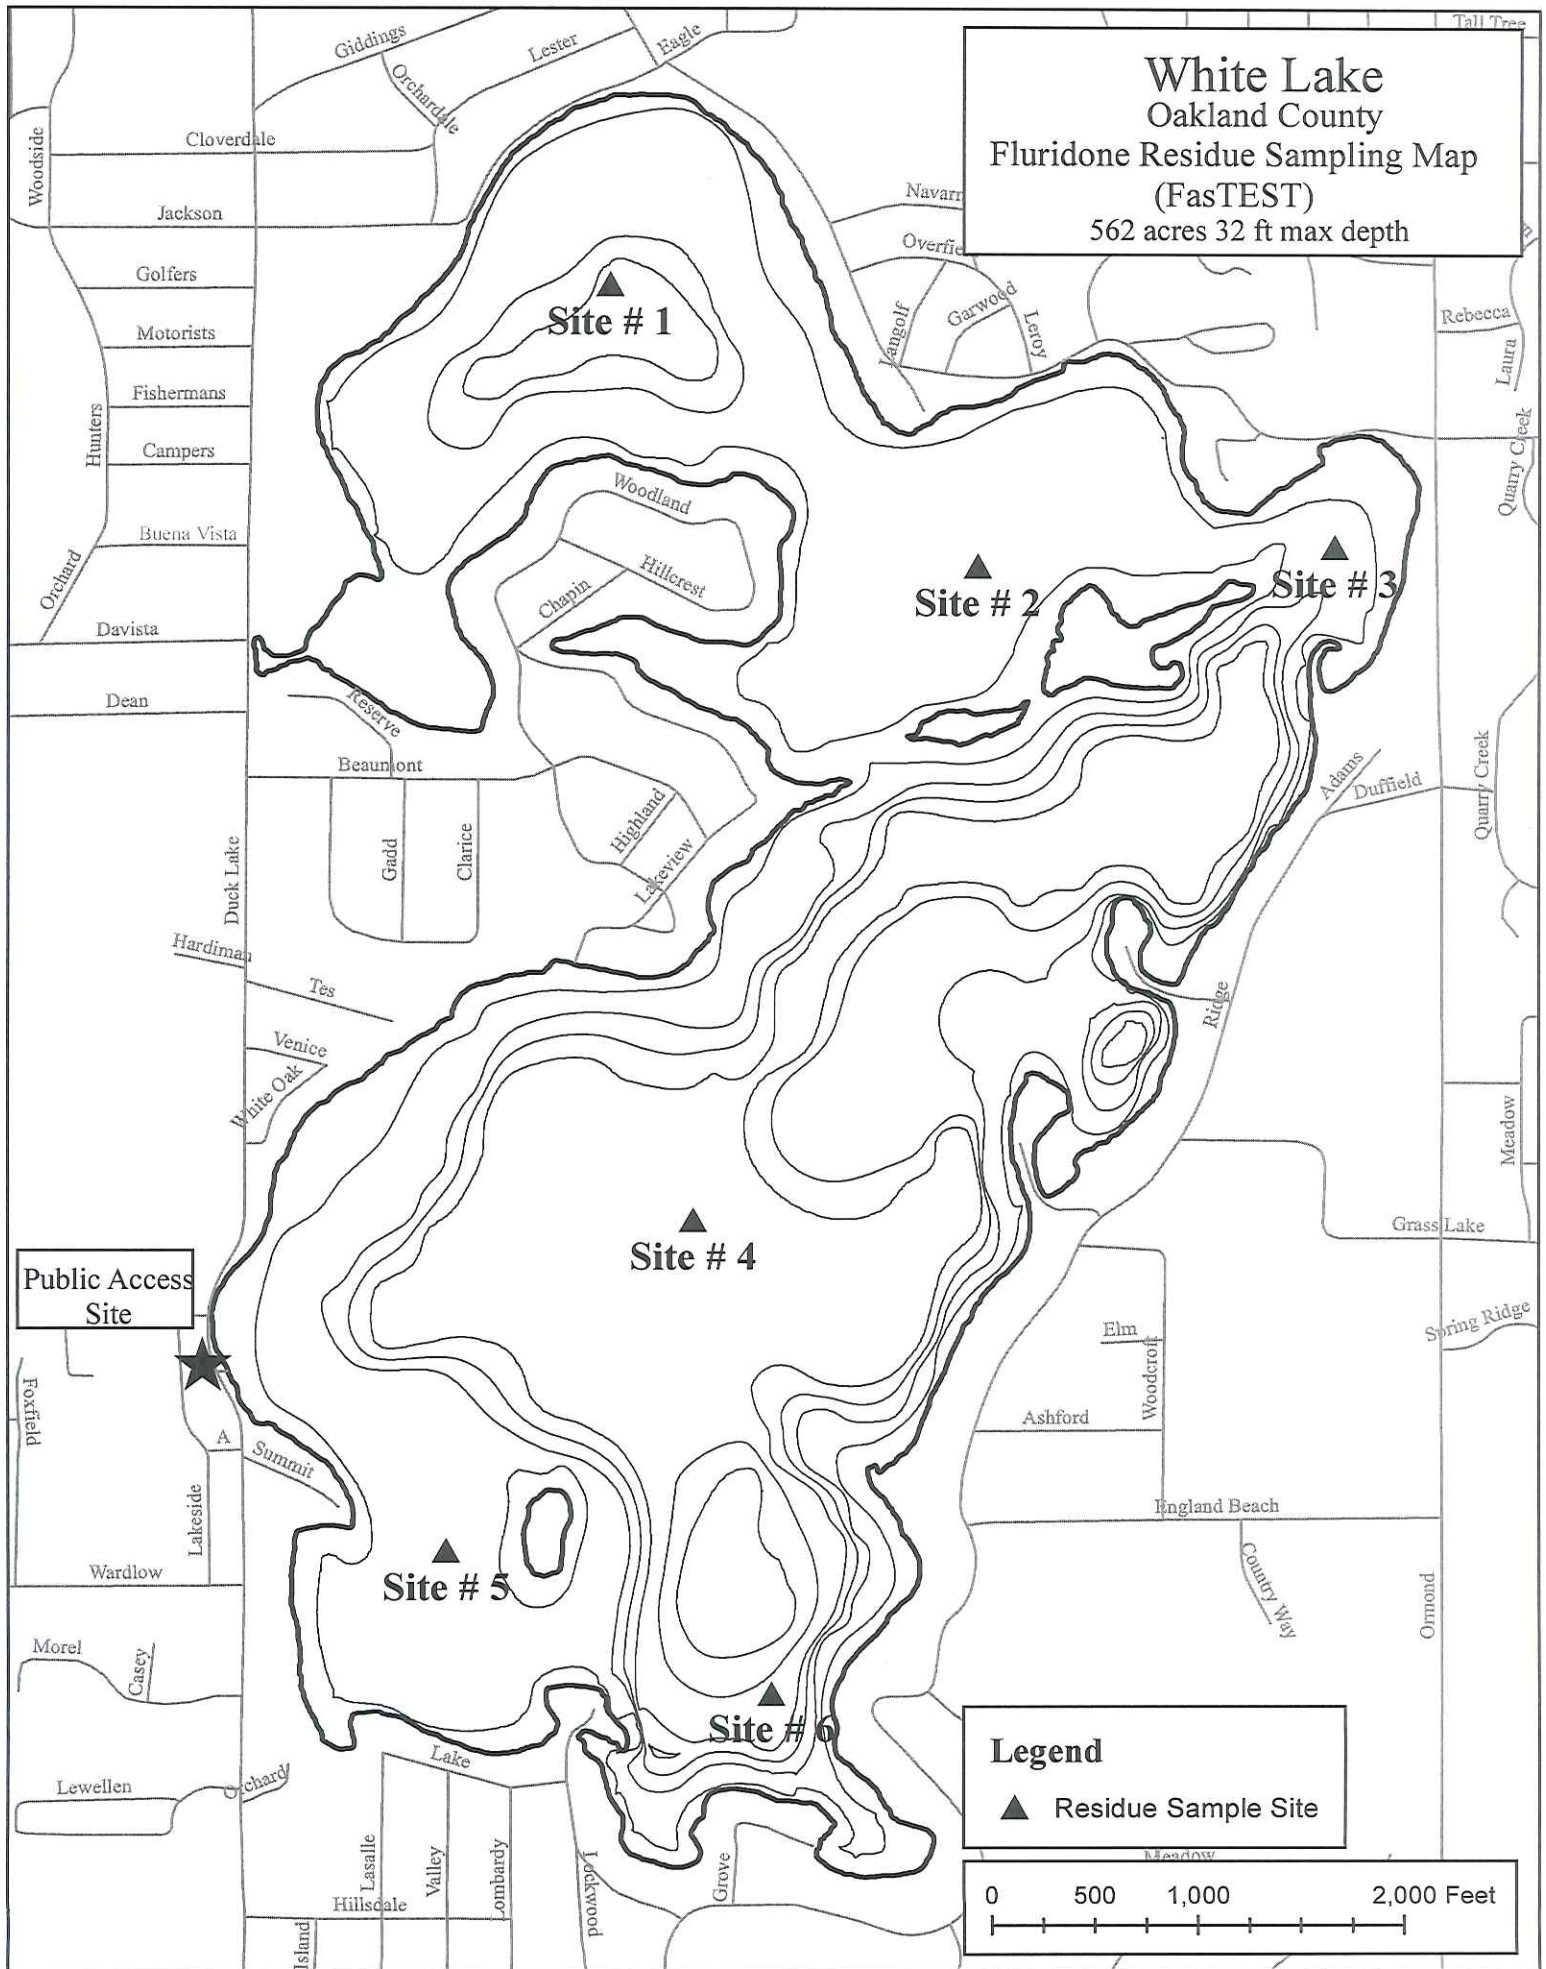 Tall Tree
Giddings
Lester
Eagle
Orchardale
White Lake
Oakland County
Fluridone Residue Sampling Map
(FasTEST)
562 acres 32 ft max depth
Woodside
Cloverdale
Jackson
Navarr
Overfie
Golfers
Garwood
Langolf
Leroy
Site # 1
Motorists
Rebecca
Laura
Fishermans
Hunters
Campers
Quarry Creek
Woodland
Buena Vista
Orchard
Hillcrest
Chapin
Site # 2
Site # 3
Davista
Dean
Reserve
Beaumont
Adams
Duffield
Quarry Creek
Highland
Gadd
Clarice
Lakeview
Duck Lake
Hardiman
Tes
Ridge
Venice
White Oak
Meadow
Grass Lake
Site # 4
Public Access
Site
Elm
Woodcroft
Spring Ridge
Foxfield
Ashford
A
Summit
Lakeside
England Beach
Country Way
Wardlow
Site # 5
Ormond
Morel
Casey
Site # 6
Lake
Orchard
Lewellen
Legend
Residue Sample Site
Lasalle
Valley
Lombardy
Lockwood
Grove
Meadow
Hillsdale
Island
0 500 1,000 2,000 Feet